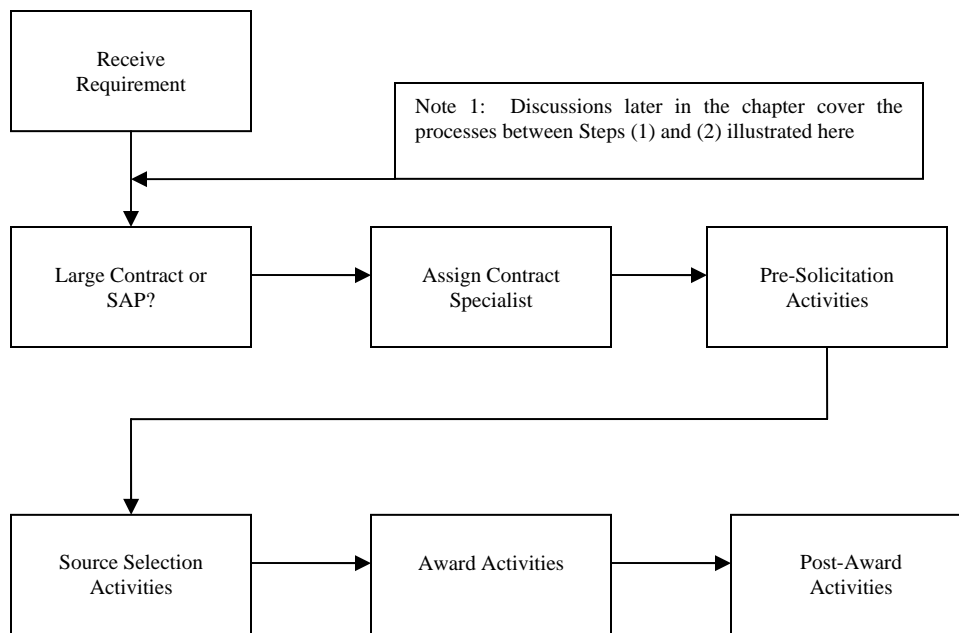 Receive
Requirement
Note 1: Discussions later in the chapter cover the
processes between Steps (1) and (2) illustrated here
Large Contract or
SAP?
Assign Contract
Specialist
Pre-Solicitation
Activities
Source Selection
Activities
Award Activities
Post-Award
Activities